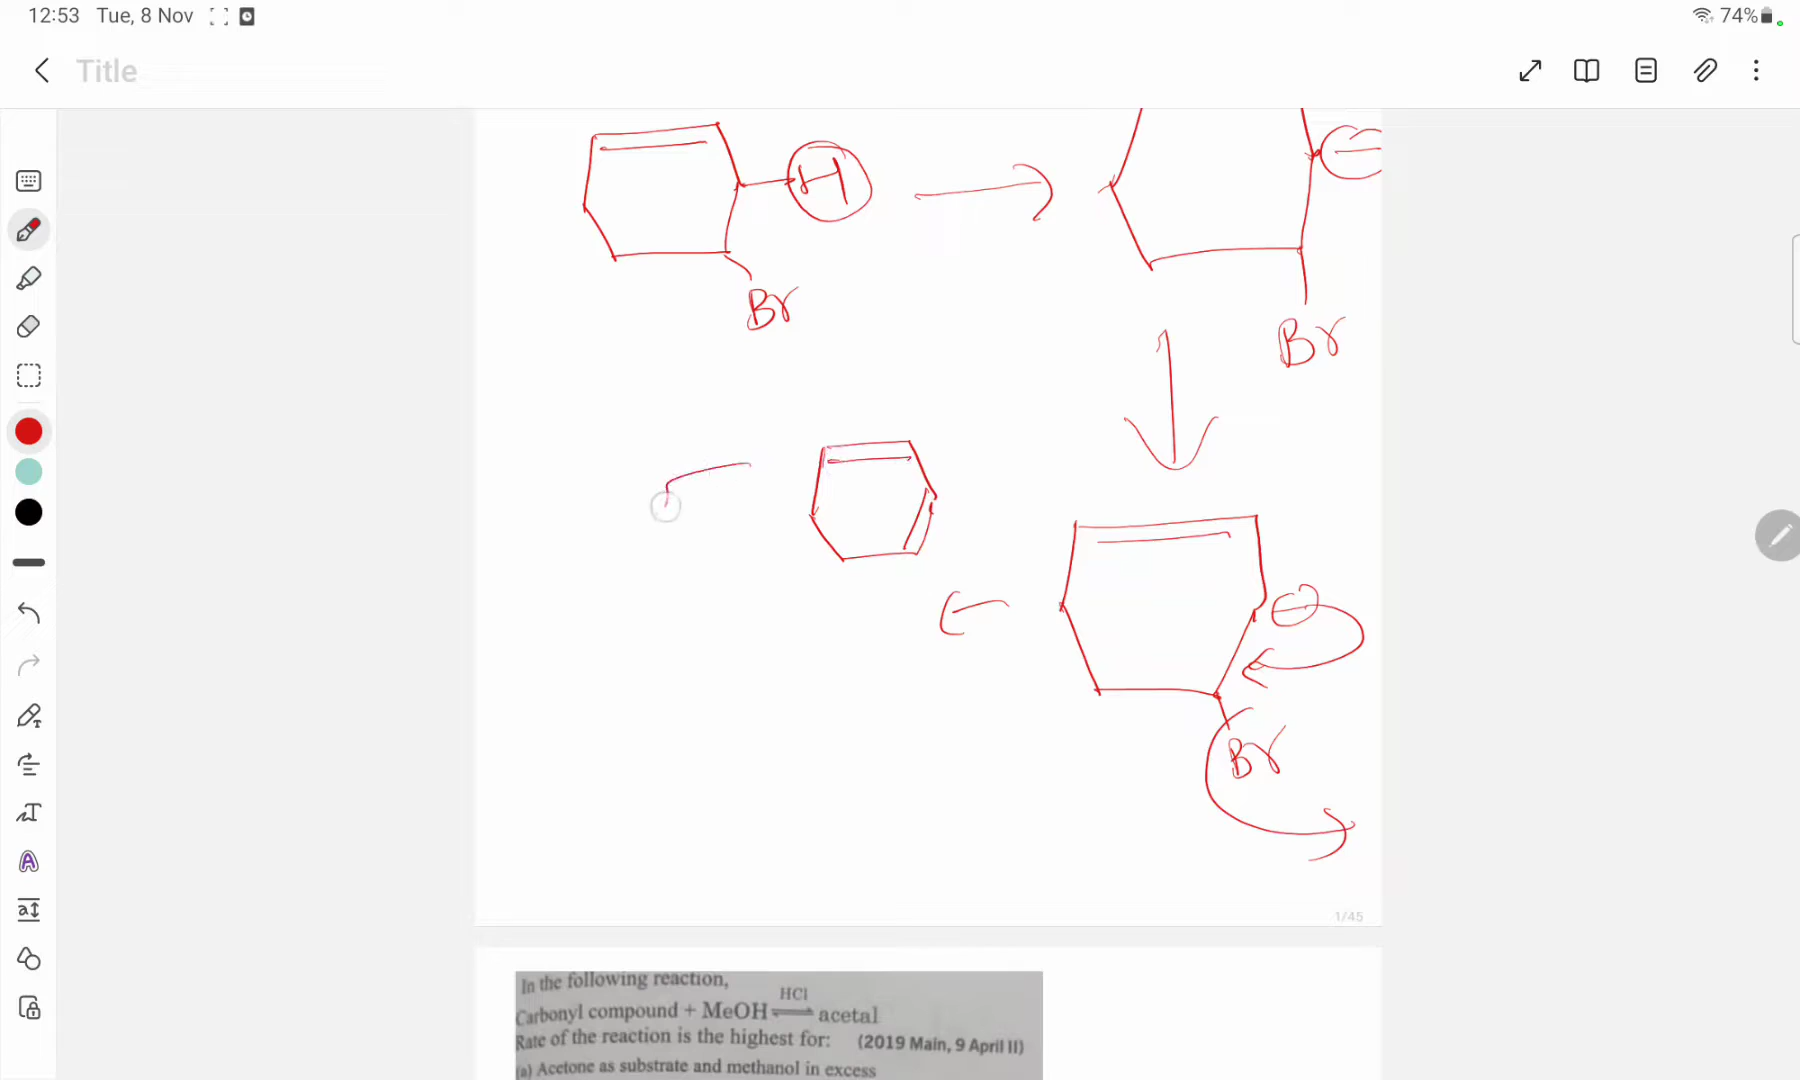 12:53 Tue, 8 Nov 74%
Title
H
Br
Br
Br
1/45
In the following reaction,
HCl
Carbonyl compound + MeOH ⇌ acetal
Rate of the reaction is the highest for: (2019 Main, 9 April II)
(a) Acetone as substrate and methanol in excess